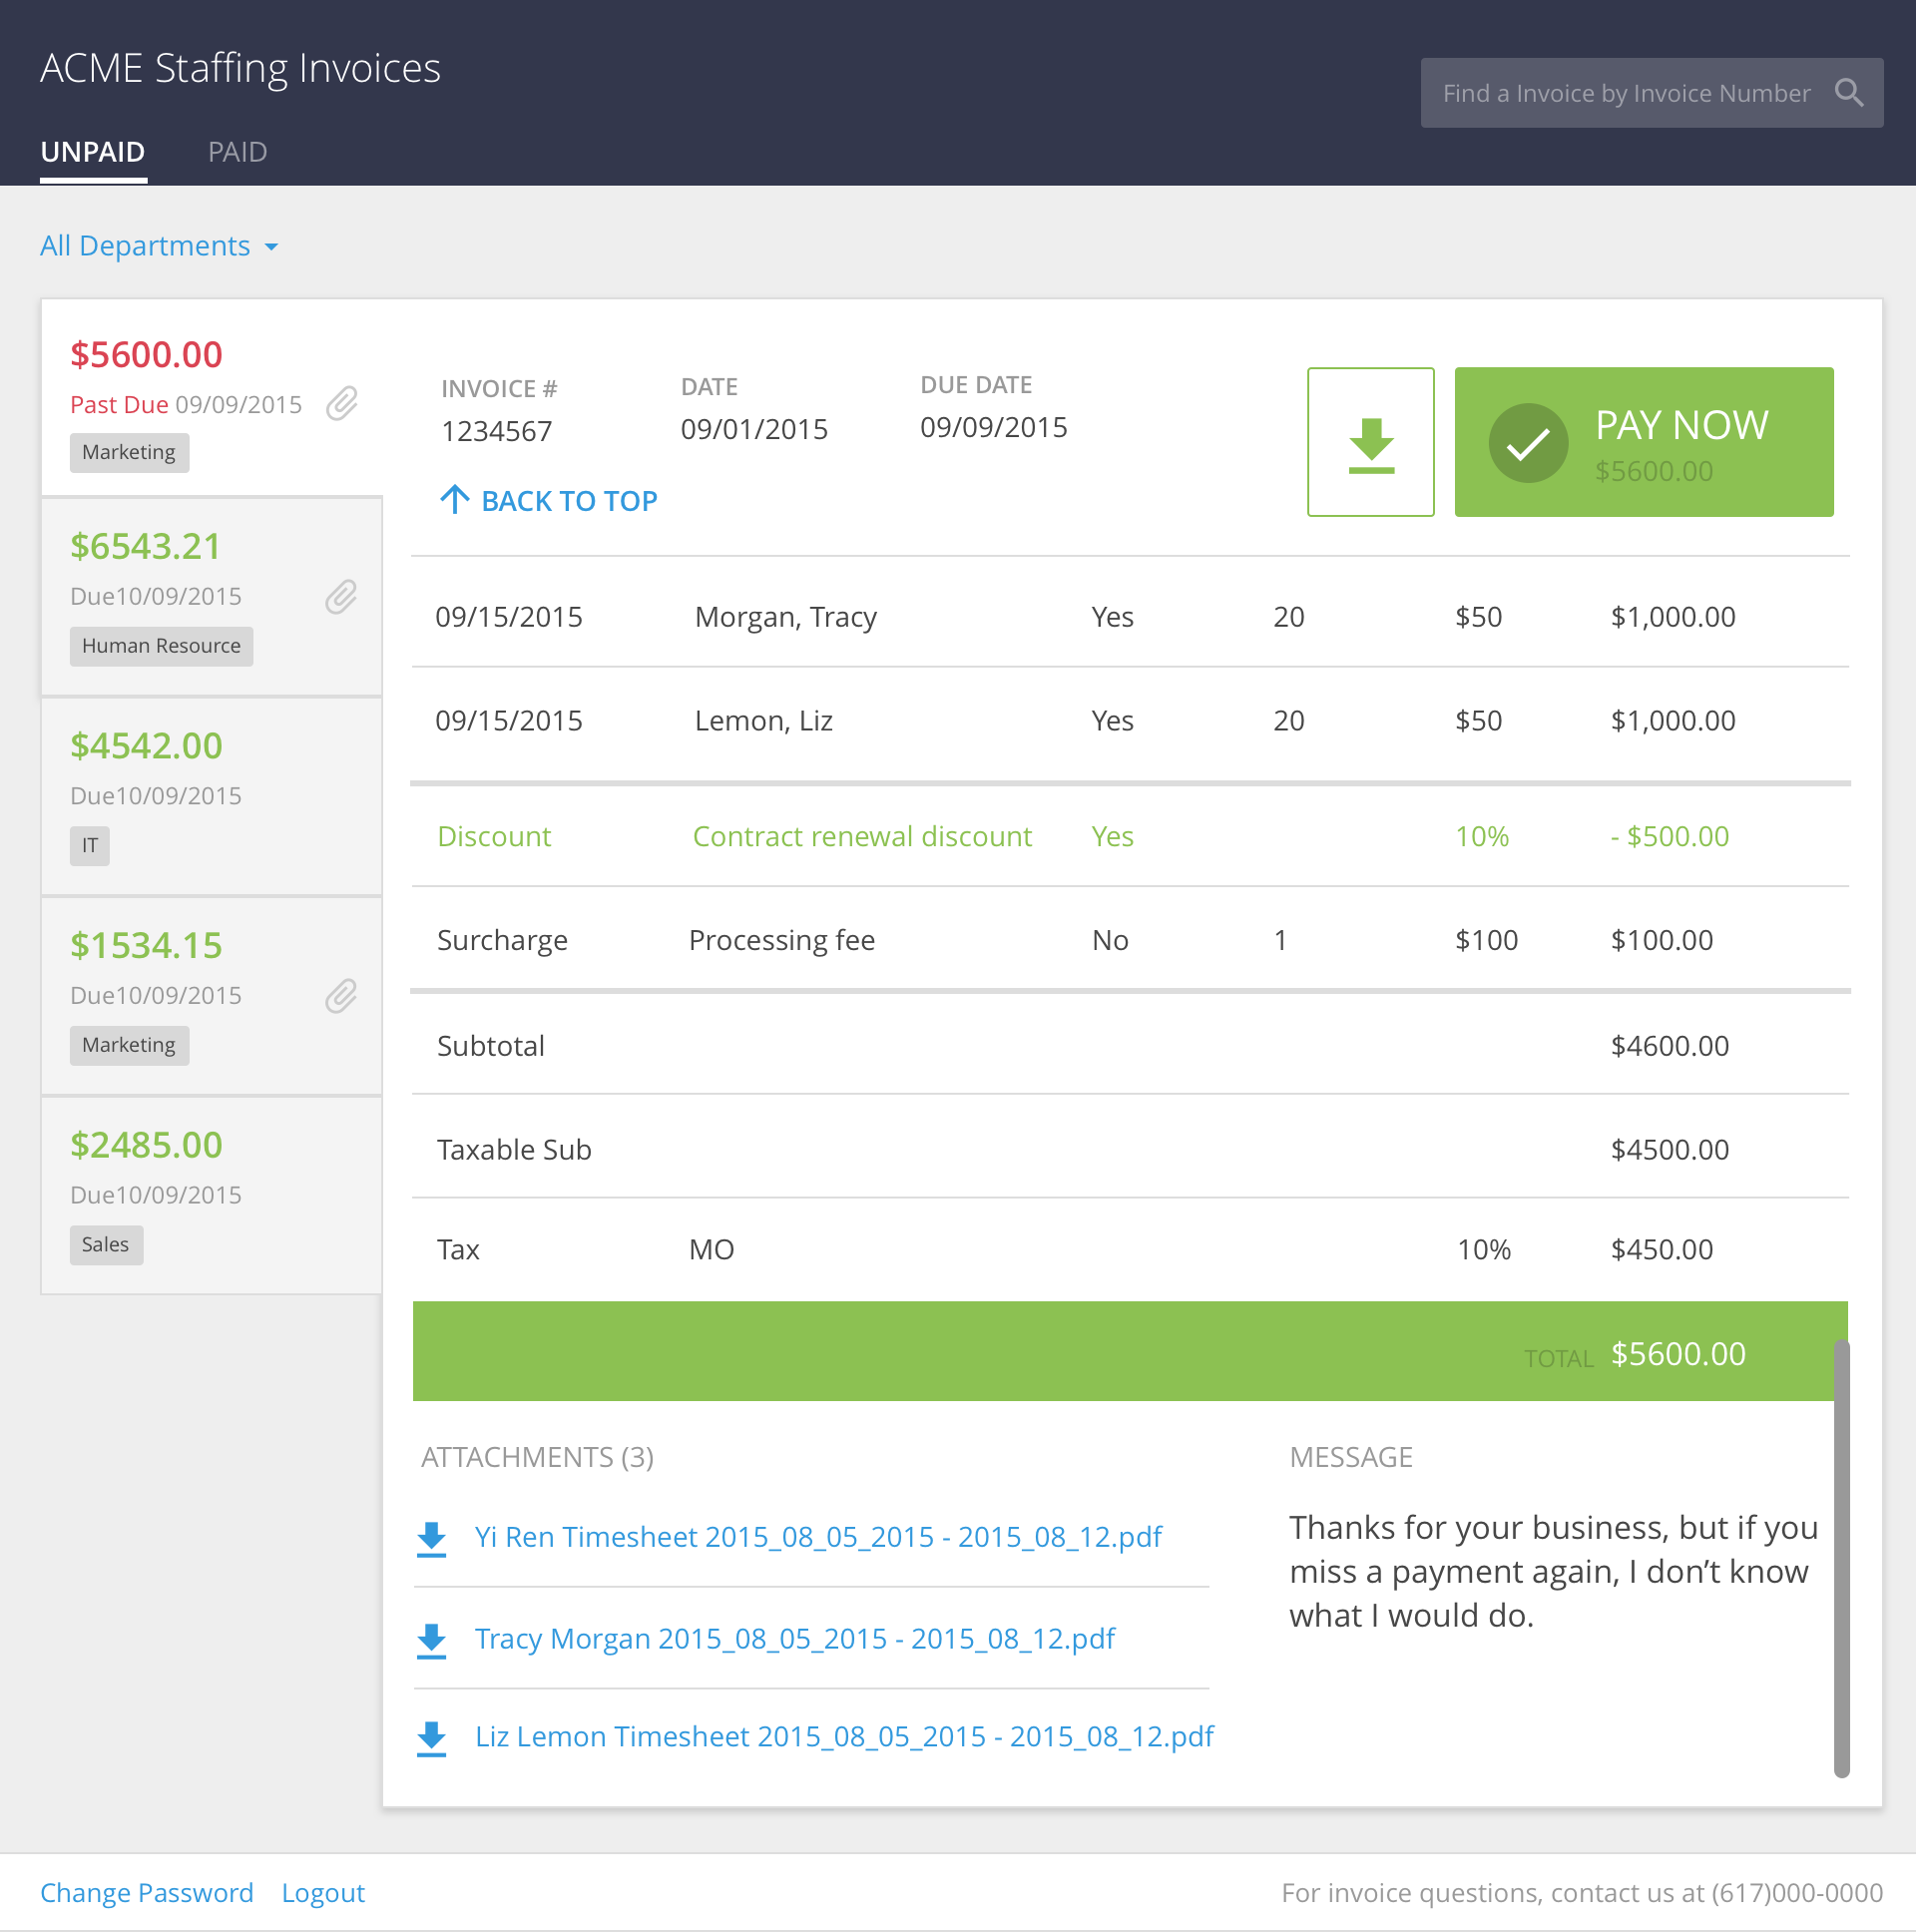 ACME Staffing Invoices
Find a Invoice by Invoice Number
UNPAID PAID
All Departments
$5600.00
Past Due 09/09/2015
Marketing
$6543.21
Due10/09/2015
Human Resource
$4542.00
Due10/09/2015
IT
$1534.15
Due10/09/2015
Marketing
$2485.00
Due10/09/2015
Sales
INVOICE # DATE DUE DATE
1234567 09/01/2015 09/09/2015
BACK TO TOP
PAY NOW
$5600.00
09/15/2015 Morgan, Tracy Yes 20 $50 $1,000.00
09/15/2015 Lemon, Liz Yes 20 $50 $1,000.00
Discount Contract renewal discount Yes 10% - $500.00
Surcharge Processing fee No 1 $100 $100.00
Subtotal $4600.00
Taxable Sub $4500.00
Tax MO 10% $450.00
TOTAL $5600.00
ATTACHMENTS (3)
Yi Ren Timesheet 2015_08_05_2015 - 2015_08_12.pdf
Tracy Morgan 2015_08_05_2015 - 2015_08_12.pdf
Liz Lemon Timesheet 2015_08_05_2015 - 2015_08_12.pdf
MESSAGE
Thanks for your business, but if you
miss a payment again, I don’t know
what I would do.
Change Password Logout
For invoice questions, contact us at (617)000-0000